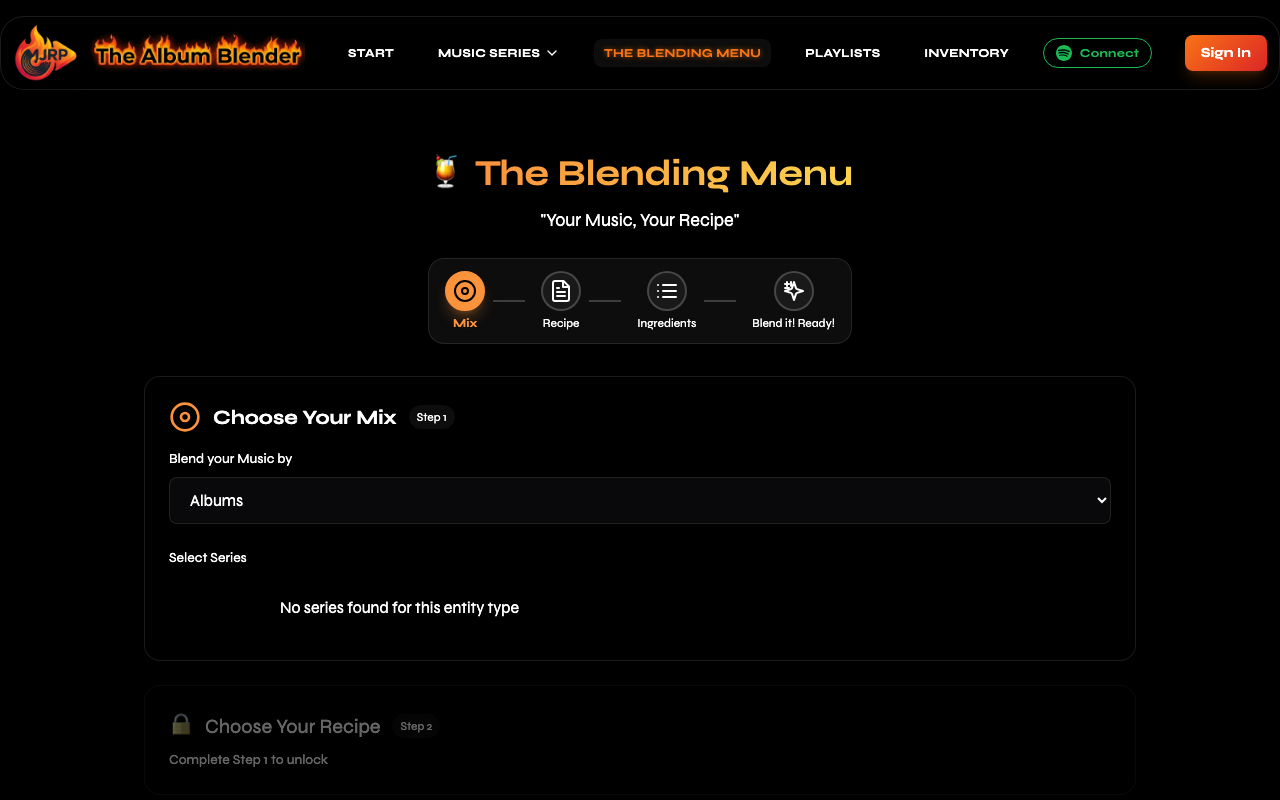 JRP The Album Blender START MUSIC SERIES THE BLENDING MENU PLAYLISTS INVENTORY Connect Sign In
The Blending Menu
"Your Music, Your Recipe"
Mix Recipe Ingredients Blend it! Ready!
Choose Your Mix Step 1
Blend your Music by
Albums
Select Series
No series found for this entity type
Choose Your Recipe Step 2
Complete Step 1 to unlock